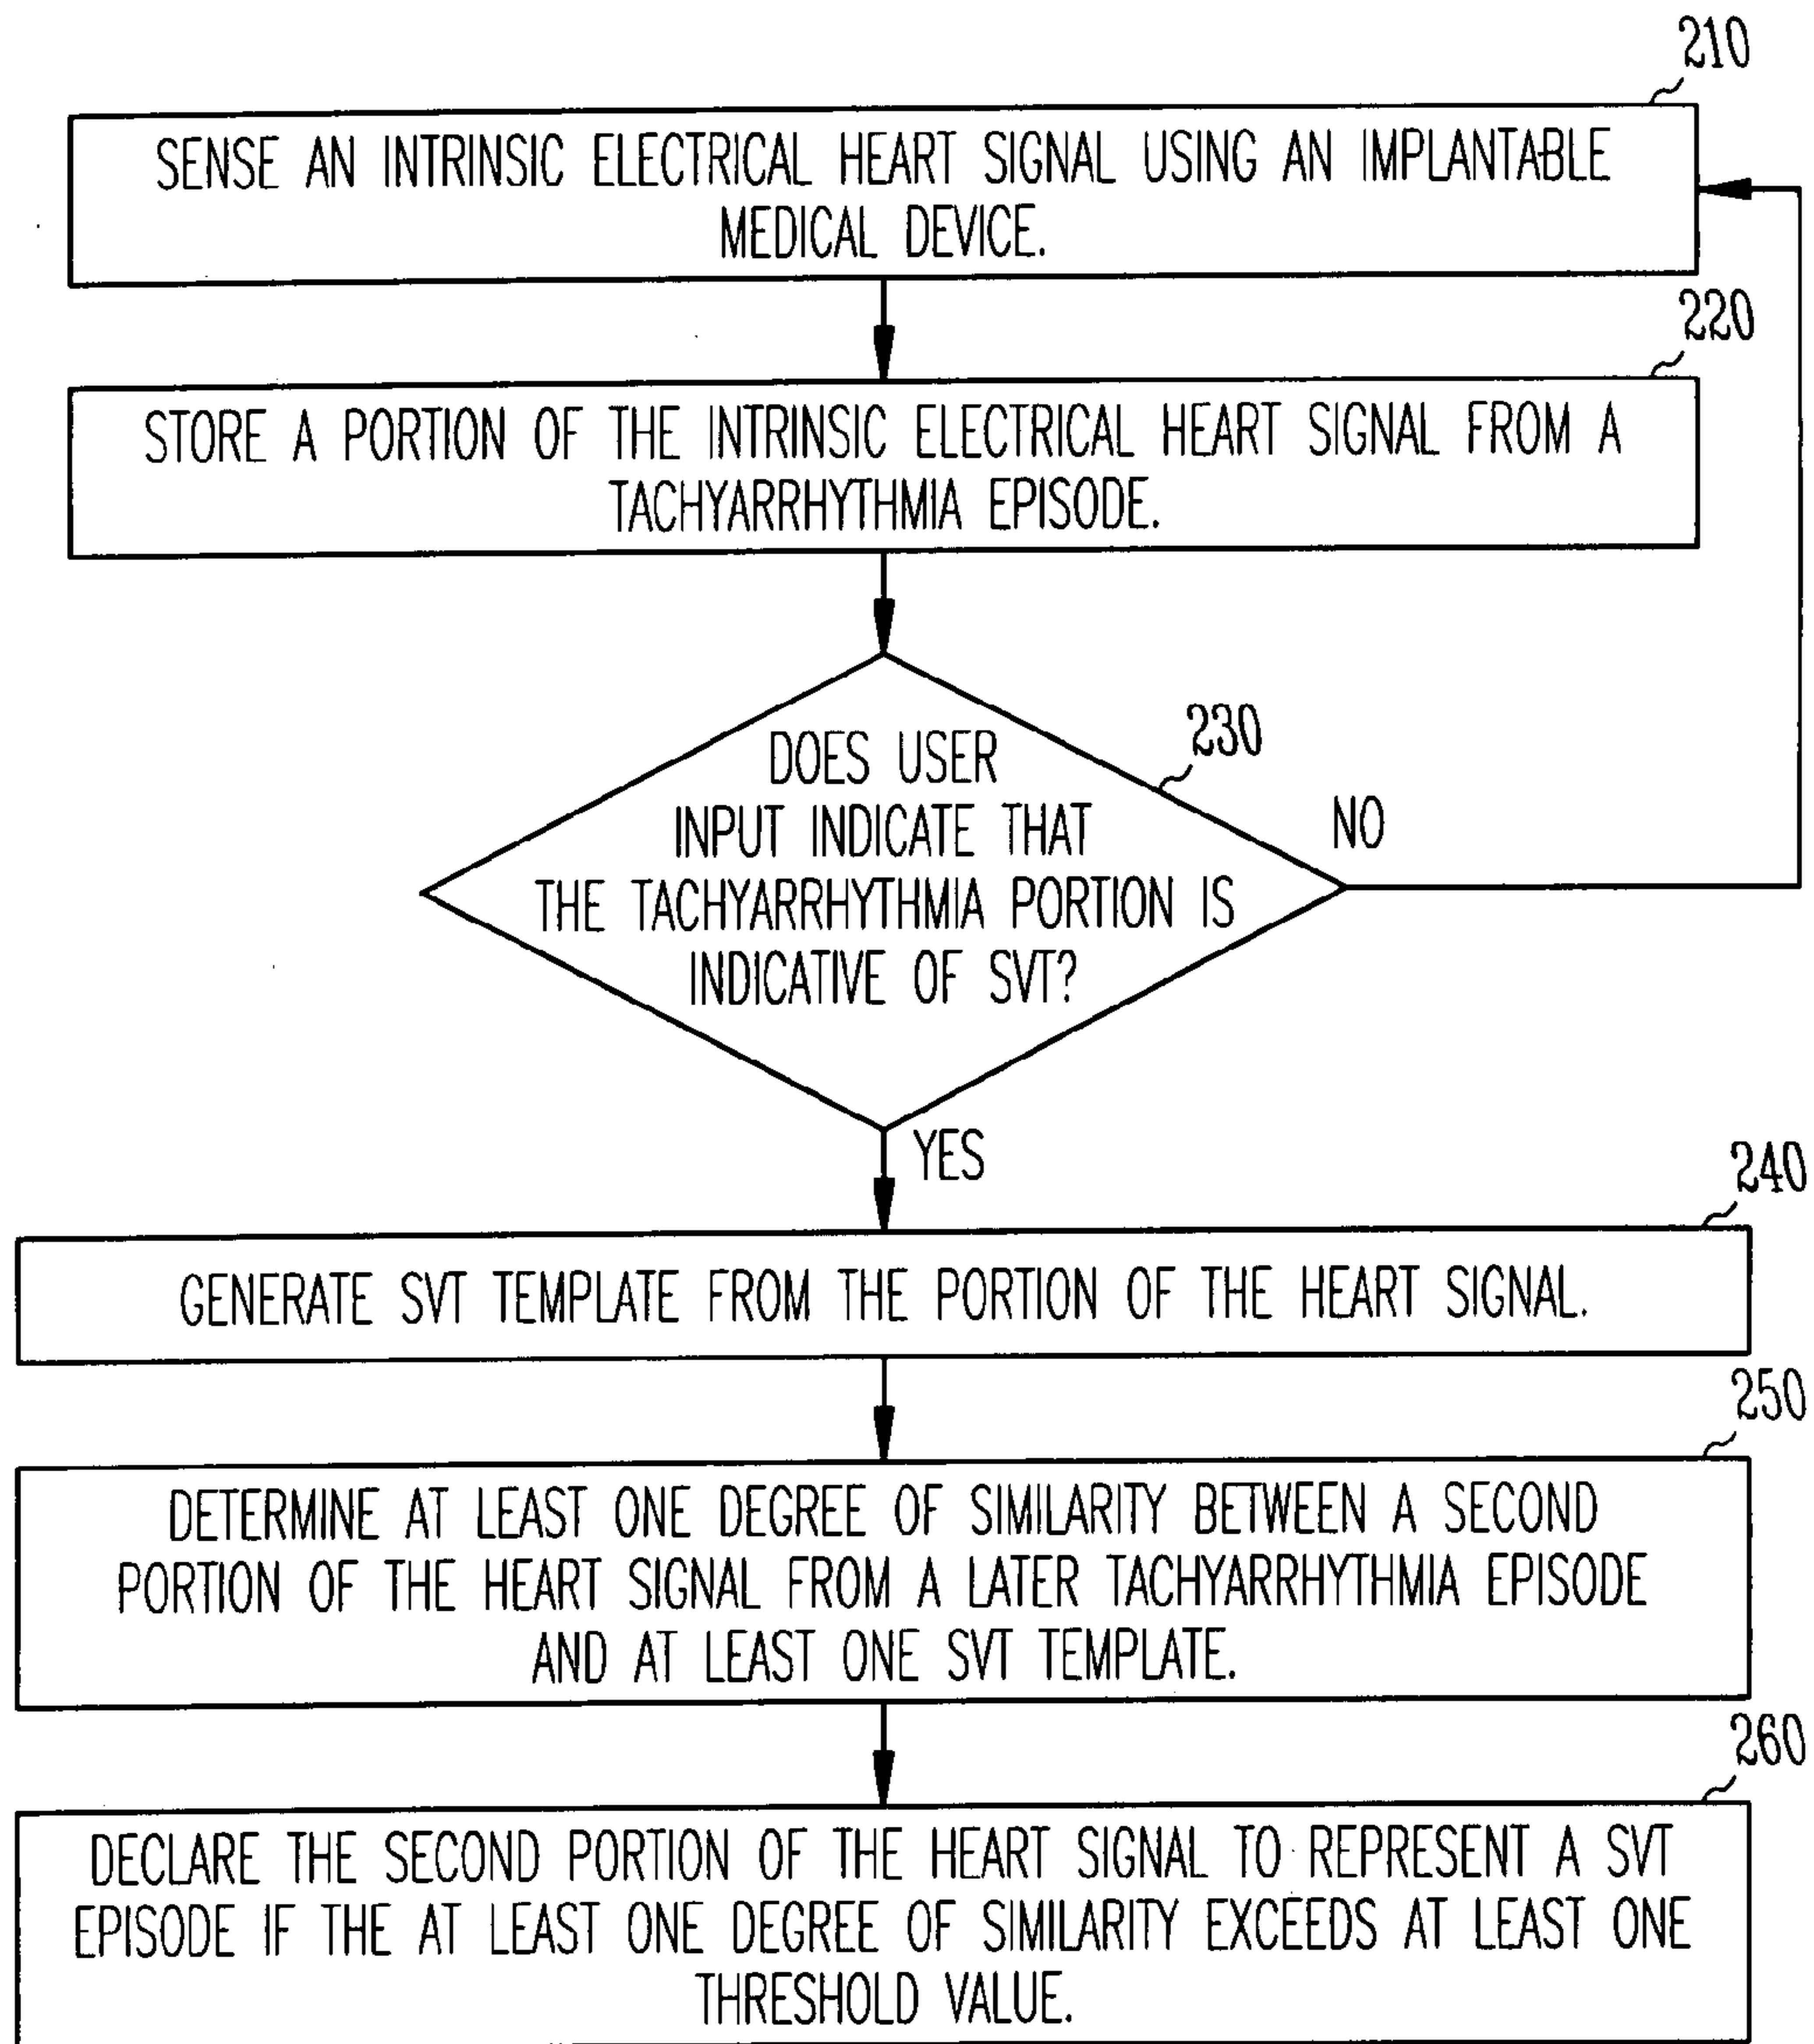 210
SENSE AN INTRINSIC ELECTRICAL HEART SIGNAL USING AN IMPLANTABLE
MEDICAL DEVICE.
220
STORE A PORTION OF THE INTRINSIC ELECTRICAL HEART SIGNAL FROM A
TACHYARRHYTHMIA EPISODE.
230
DOES USER
INPUT INDICATE THAT
THE TACHYARRHYTHMIA PORTION IS
INDICATIVE OF SVT?
NO
YES
240
GENERATE SVT TEMPLATE FROM THE PORTION OF THE HEART SIGNAL.
250
DETERMINE AT LEAST ONE DEGREE OF SIMILARITY BETWEEN A SECOND
PORTION OF THE HEART SIGNAL FROM A LATER TACHYARRHYTHMIA EPISODE
AND AT LEAST ONE SVT TEMPLATE.
260
DECLARE THE SECOND PORTION OF THE HEART SIGNAL TO REPRESENT A SVT
EPISODE IF THE AT LEAST ONE DEGREE OF SIMILARITY EXCEEDS AT LEAST ONE
THRESHOLD VALUE.